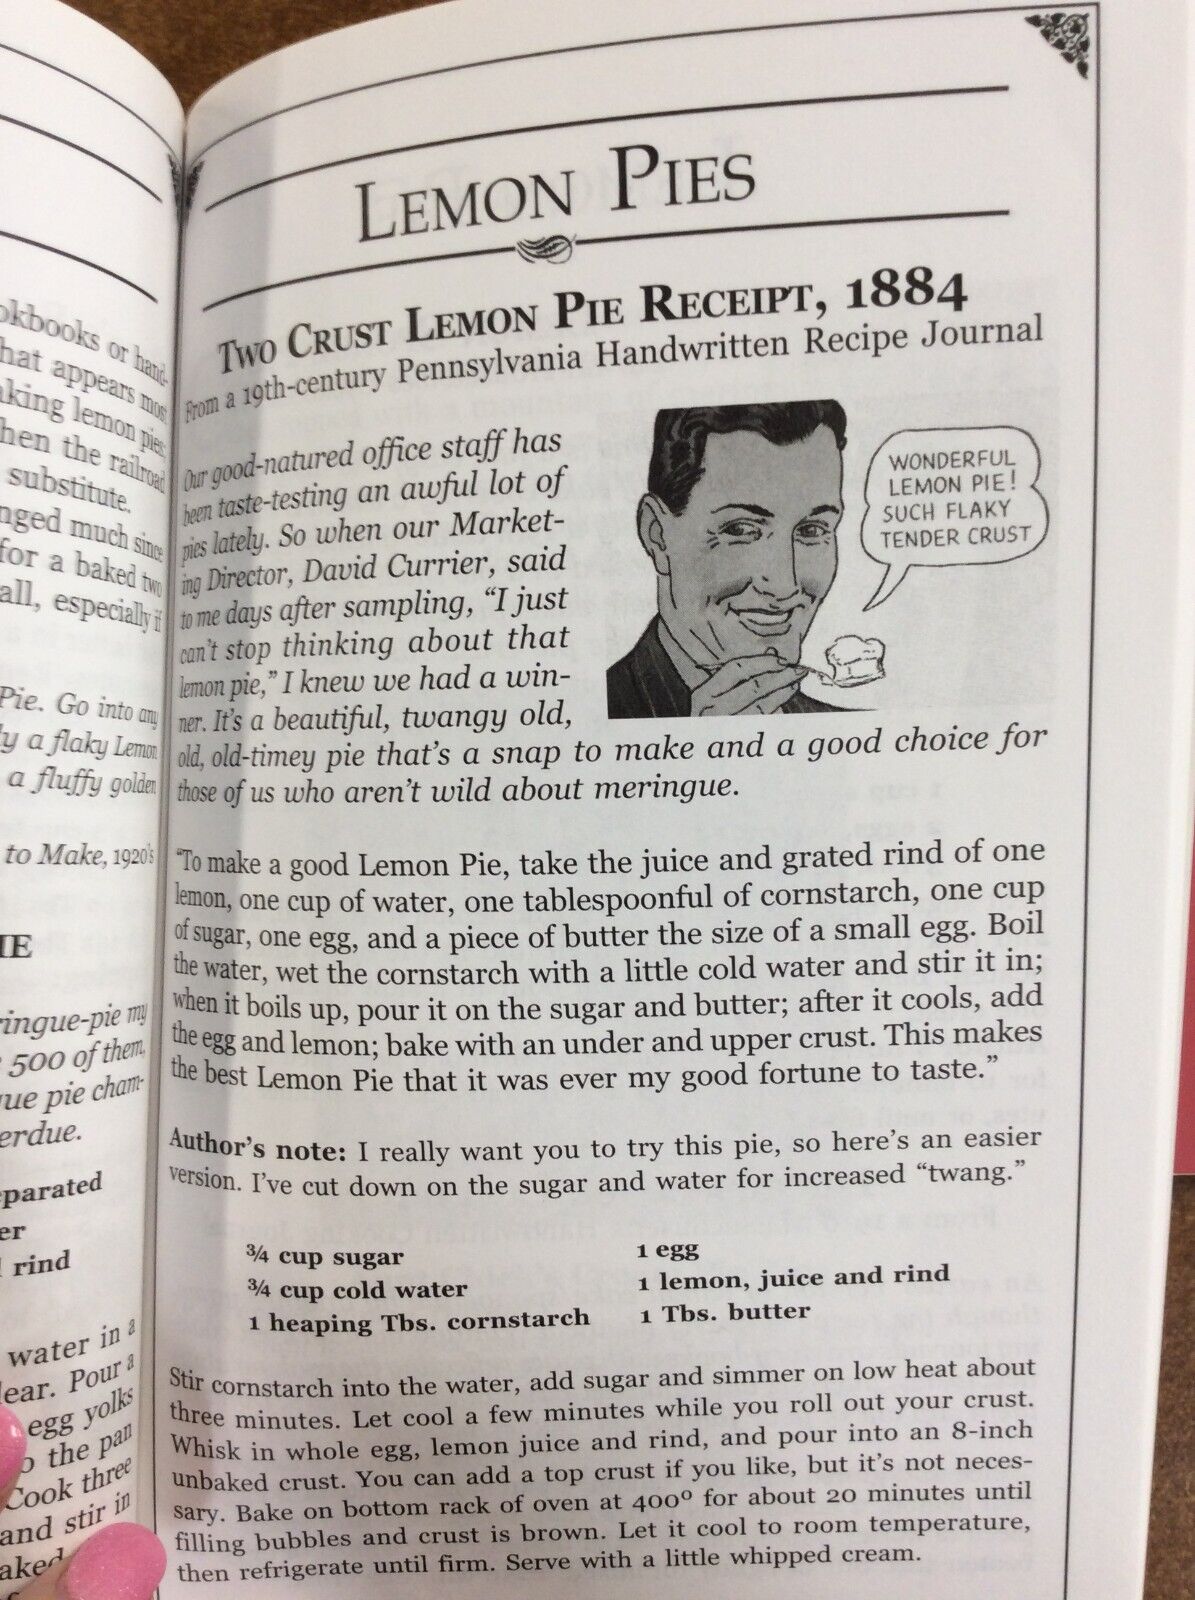 okbooks or hand-
hat appears most
aking lemon pies:
hen the railroad
substitute.
nged much since
for a baked two
all, especially if
Pie. Go into any
ly a flaky Lemon
a fluffy golden
to Make, 1920's
IE
ringue-pie my
500 of them,
ue pie cham-
erdue.
parated
er
rind
water in a
lear. Pour a
egg yolks
o the pan
Cook three
and stir in
aked
LEMON PIES
TWO CRUST LEMON PIE RECEIPT, 1884
From a 19th-century Pennsylvania Handwritten Recipe Journal
Our good-natured office staff has
been taste-testing an awful lot of
pies lately. So when our Market-
ing Director, David Currier, said
to me days after sampling, “I just
can't stop thinking about that
lemon pie,” I knew we had a win-
ner. It's a beautiful, twangy old,
old, old-timey pie that's a snap to make and a good choice for
those of us who aren't wild about meringue.
WONDERFUL
LEMON PIE!
SUCH FLAKY
TENDER CRUST
“To make a good Lemon Pie, take the juice and grated rind of one
lemon, one cup of water, one tablespoonful of cornstarch, one cup
of sugar, one egg, and a piece of butter the size of a small egg. Boil
the water, wet the cornstarch with a little cold water and stir it in;
when it boils up, pour it on the sugar and butter; after it cools, add
the egg and lemon; bake with an under and upper crust. This makes
the best Lemon Pie that it was ever my good fortune to taste.”
Author's note: I really want you to try this pie, so here's an easier
version. I've cut down on the sugar and water for increased “twang.”
¾ cup sugar
¾ cup cold water
1 heaping Tbs. cornstarch
1 egg
1 lemon, juice and rind
1 Tbs. butter
Stir cornstarch into the water, add sugar and simmer on low heat about
three minutes. Let cool a few minutes while you roll out your crust.
Whisk in whole egg, lemon juice and rind, and pour into an 8-inch
unbaked crust. You can add a top crust if you like, but it's not neces-
sary. Bake on bottom rack of oven at 400° for about 20 minutes until
filling bubbles and crust is brown. Let it cool to room temperature,
then refrigerate until firm. Serve with a little whipped cream.